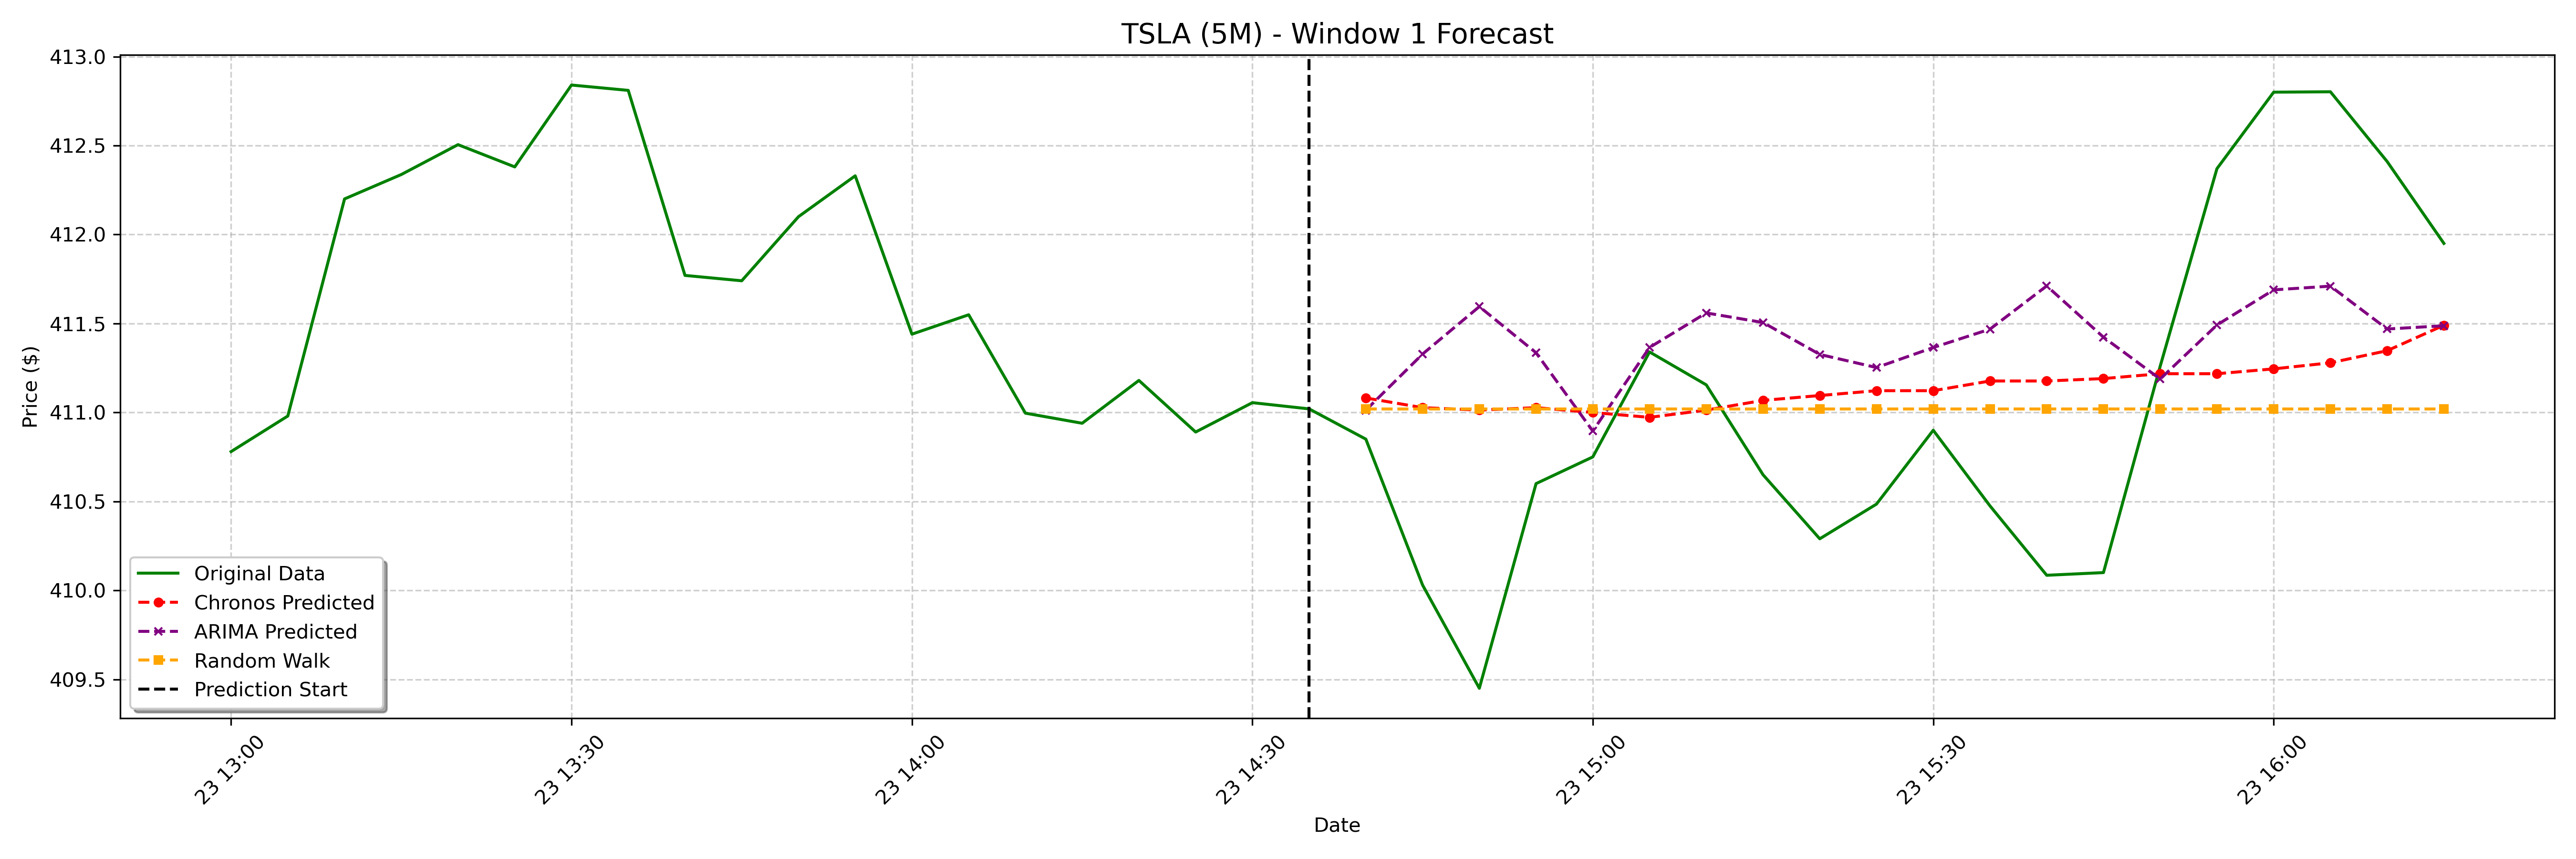 TSLA (5M) - Window 1 Forecast
413.0
412.5
412.0
411.5
411.0
410.5
410.0
409.5
Price ($)
Original Data
Chronos Predicted
ARIMA Predicted
Random Walk
Prediction Start
23 13:00
23 13:30
23 14:00
23 14:30
23 15:00
23 15:30
23 16:00
Date